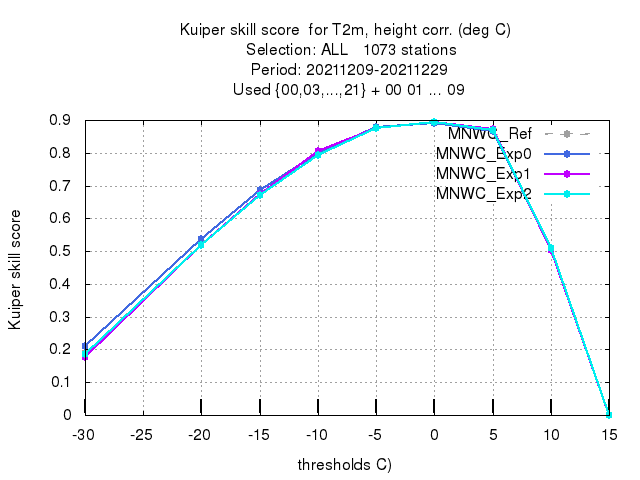 Kuiper skill score  for T2m, height corr. (deg C)
Selection: ALL   1073 stations
Period: 20211209-20211229
Used {00,03,...,21} + 00 01 ... 09
MNWC_Ref
MNWC_Exp0
MNWC_Exp1
MNWC_Exp2
Kuiper skill score
0.9
0.8
0.7
0.6
0.5
0.4
0.3
0.2
0.1
0
-30 -25 -20 -15 -10 -5 0 5 10 15
thresholds C)